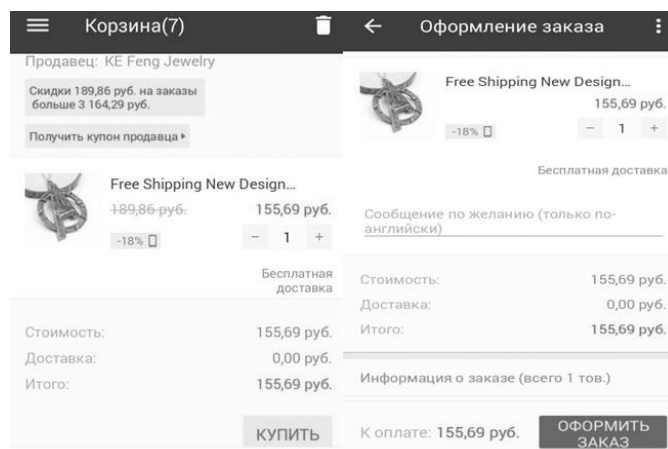 Корзина(7)
Продавец: KE Feng Jewelry
Скидки 189,86 руб. на заказы
больше 3 164,29 руб.
Получить купон продавца
Free Shipping New Design...
189,86 руб. 155,69 руб.
-18%
− 1 +
Бесплатная
доставка
Стоимость: 155,69 руб.
Доставка: 0,00 руб.
Итого: 155,69 руб.
КУПИТЬ
Оформление заказа
Free Shipping New Design...
155,69 руб.
-18%
− 1 +
Бесплатная доставка
Сообщение по желанию (только по-
английски)
Стоимость: 155,69 руб.
Доставка: 0,00 руб.
Итого: 155,69 руб.
Информация о заказе (всего 1 тов.)
К оплате: 155,69 руб.
ОФОРМИТЬ
ЗАКАЗ